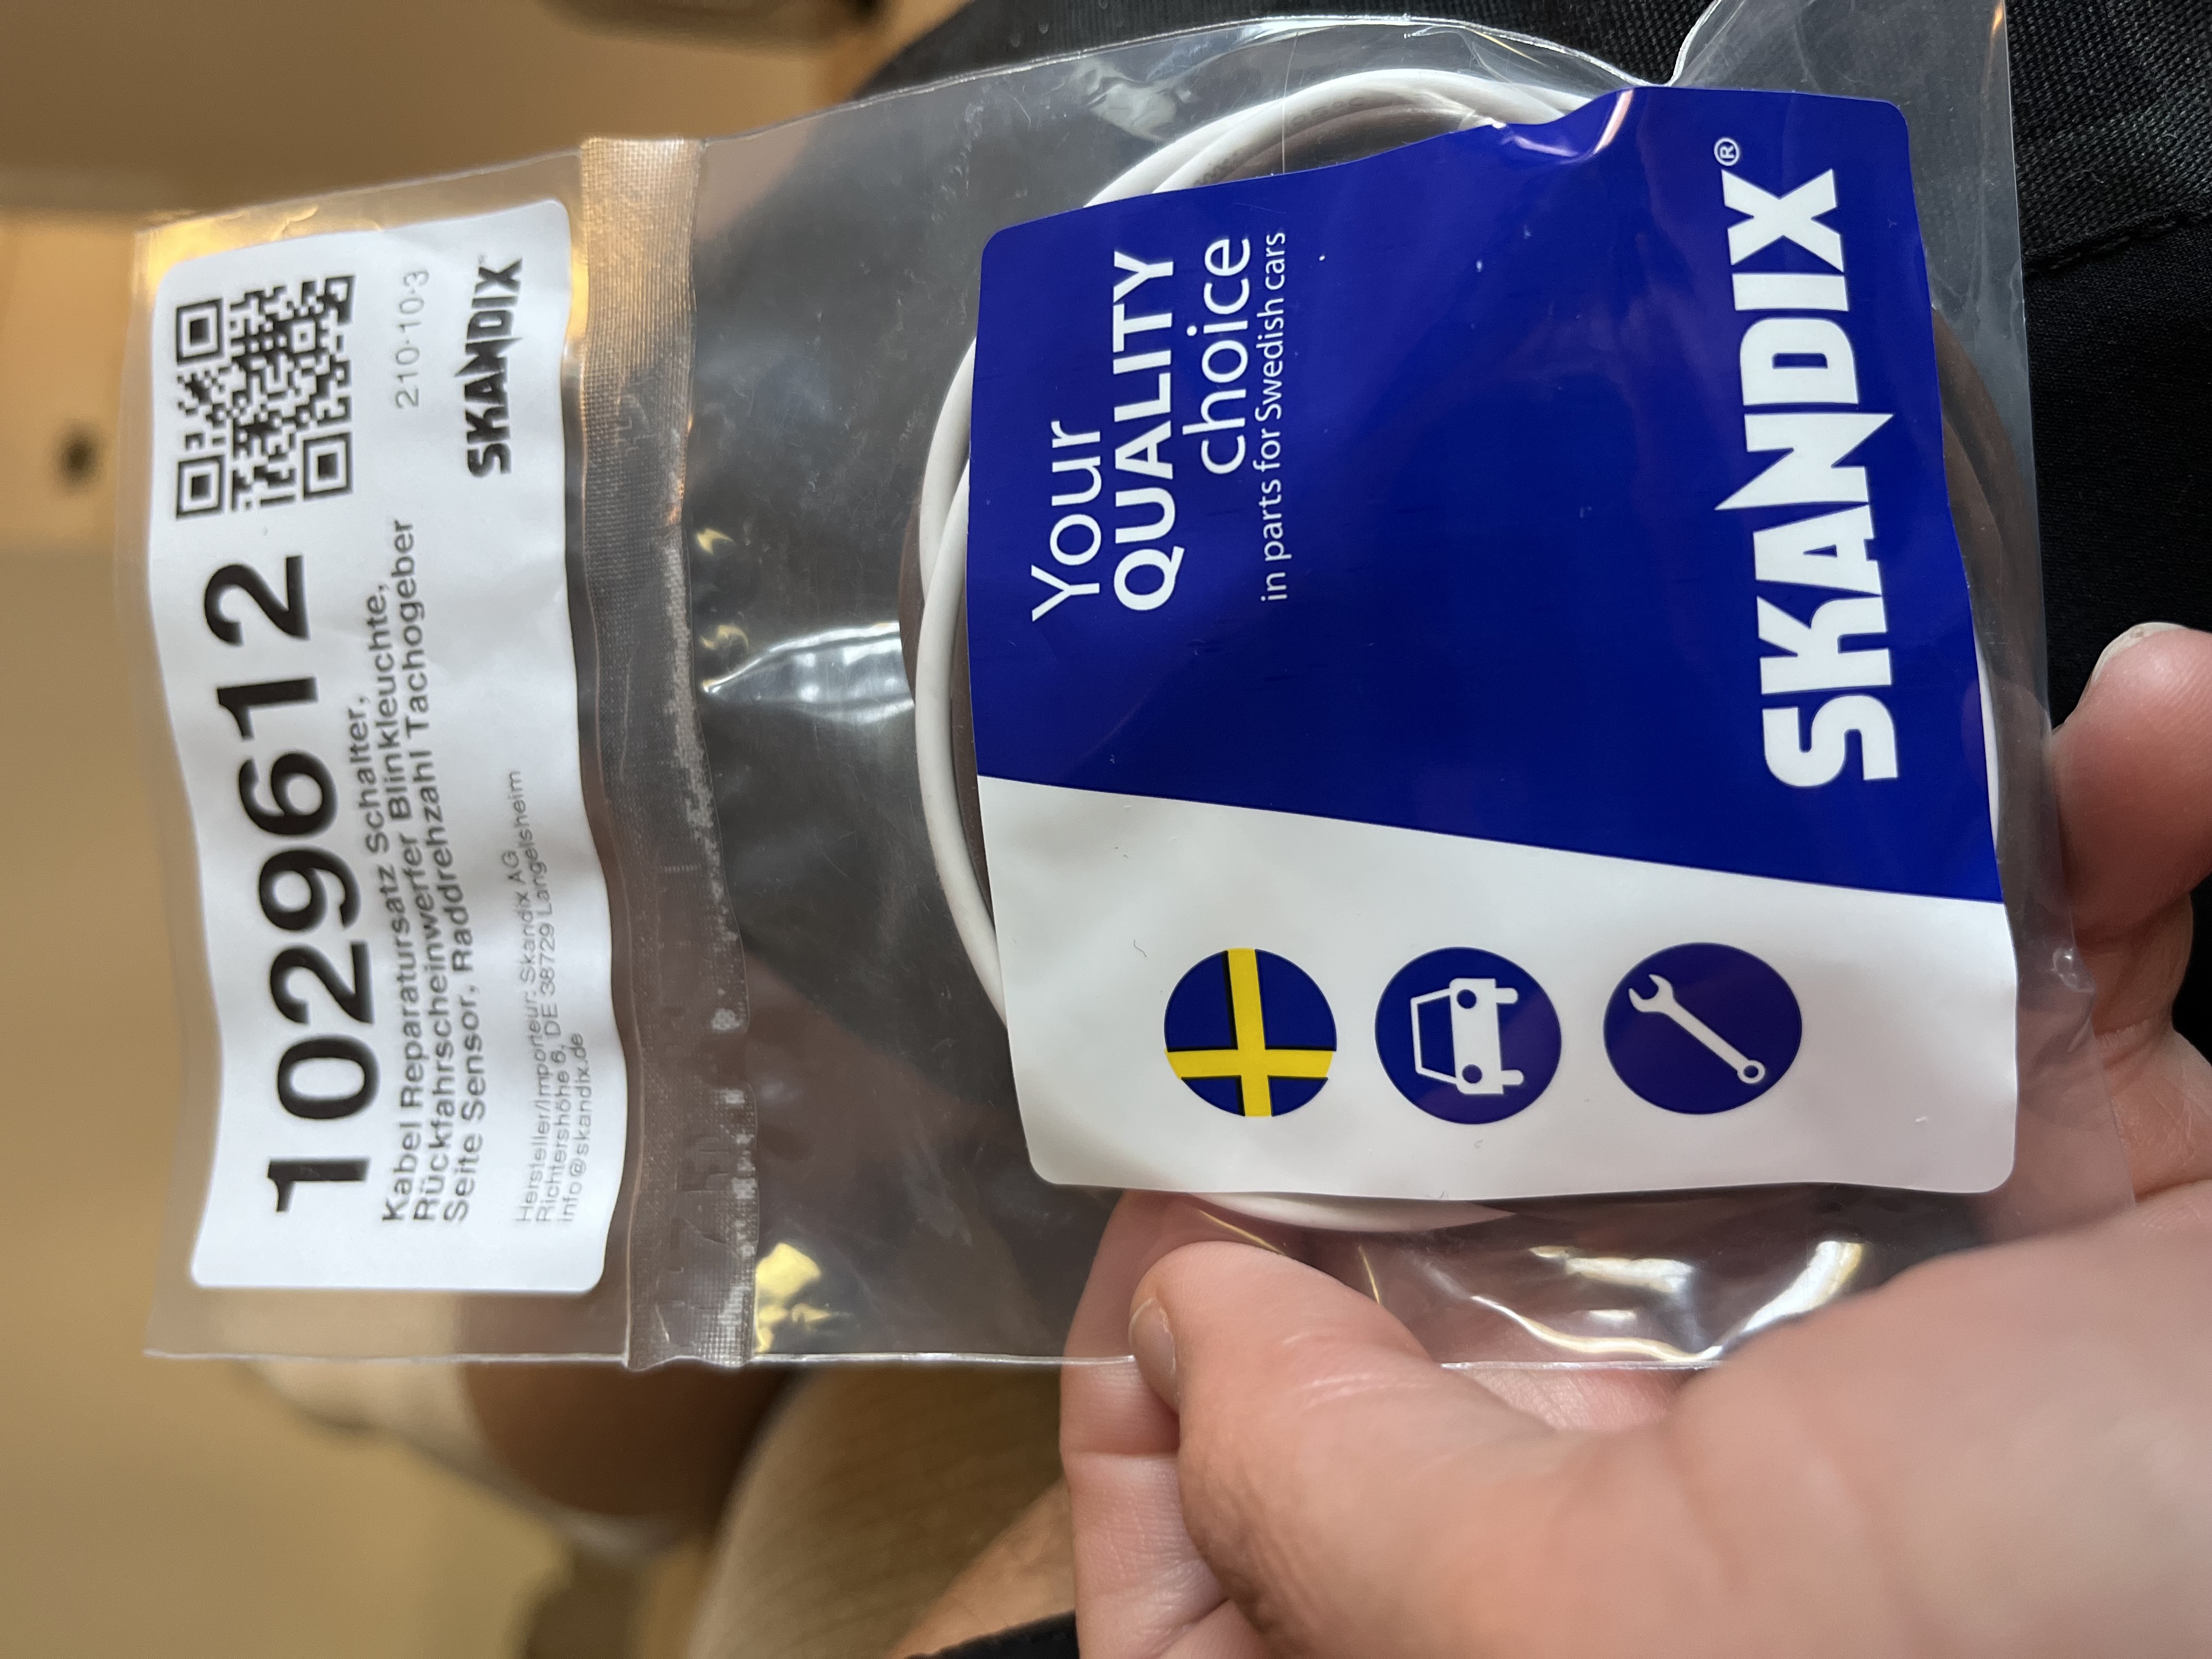 1029612
Kabel Reparatursatz Schalter,
Rückfahrscheinwerfer Blinkleuchte,
Seite Sensor, Raddrehzahl Tachogeber
Hersteller/Importeur: Skandix AG
Richtershöhe 6, DE 38729 Langelsheim
info@skandix.de
210-10-3
SKANDIX
Your
QUALITY
choice
in parts for Swedish cars
SKANDIX®